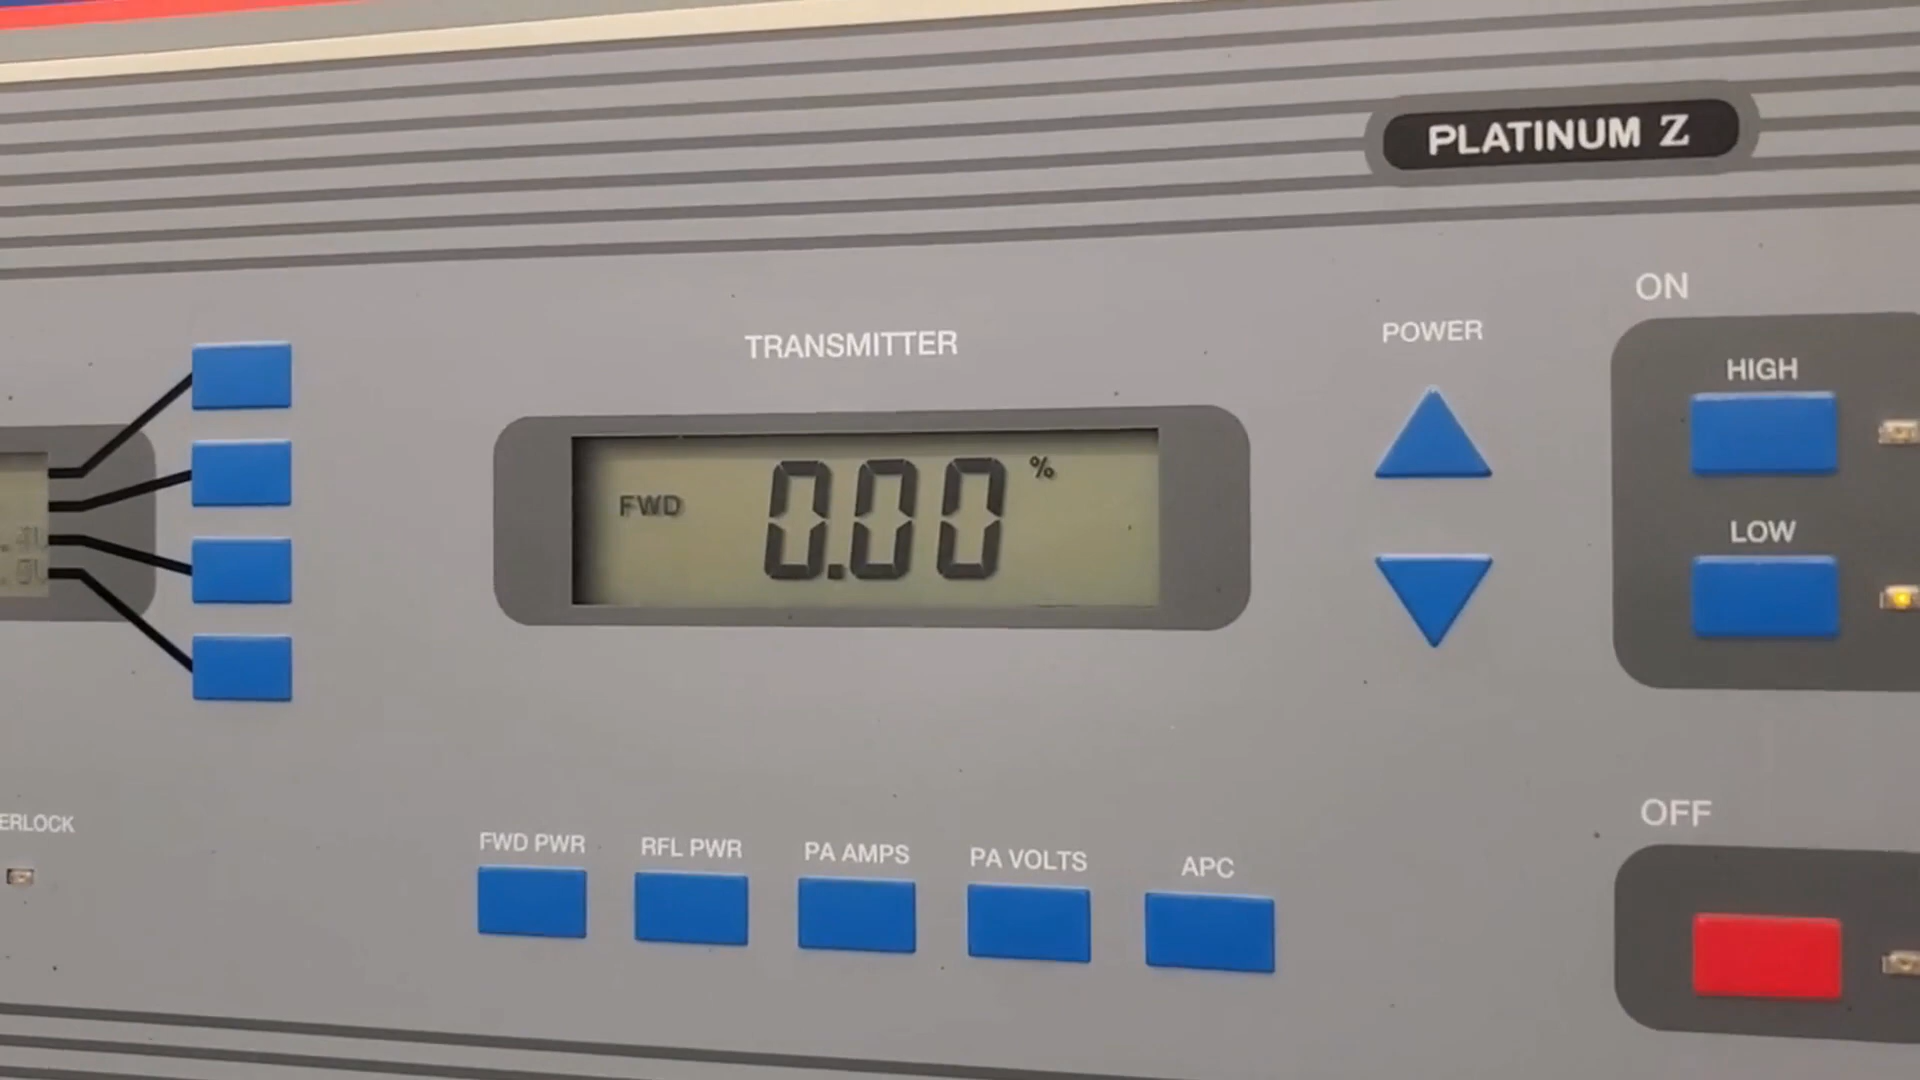 PLATINUM Z
ON
TRANSMITTER
POWER
HIGH
FWD 0.00 %
LOW
OFF
ERLOCK
FWD PWR
RFL PWR
PA AMPS
PA VOLTS
APC